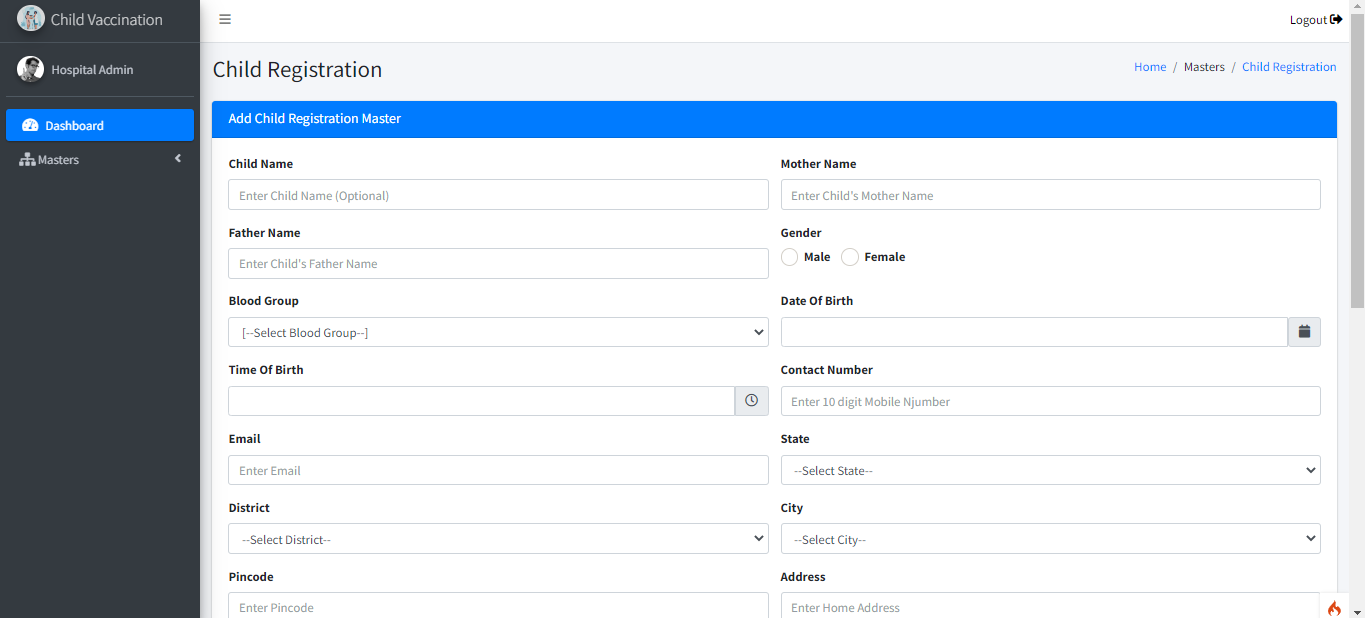 Child Vaccination
Logout
Hospital Admin
Child Registration
Home / Masters / Child Registration
Dashboard
Masters
Add Child Registration Master
Child Name
Mother Name
Enter Child Name (Optional)
Enter Child's Mother Name
Father Name
Gender
Enter Child's Father Name
Male
Female
Blood Group
Date Of Birth
[--Select Blood Group--]
Time Of Birth
Contact Number
Enter 10 digit Mobile Njumber
Email
State
Enter Email
--Select State--
District
City
--Select District--
--Select City--
Pincode
Address
Enter Pincode
Enter Home Address